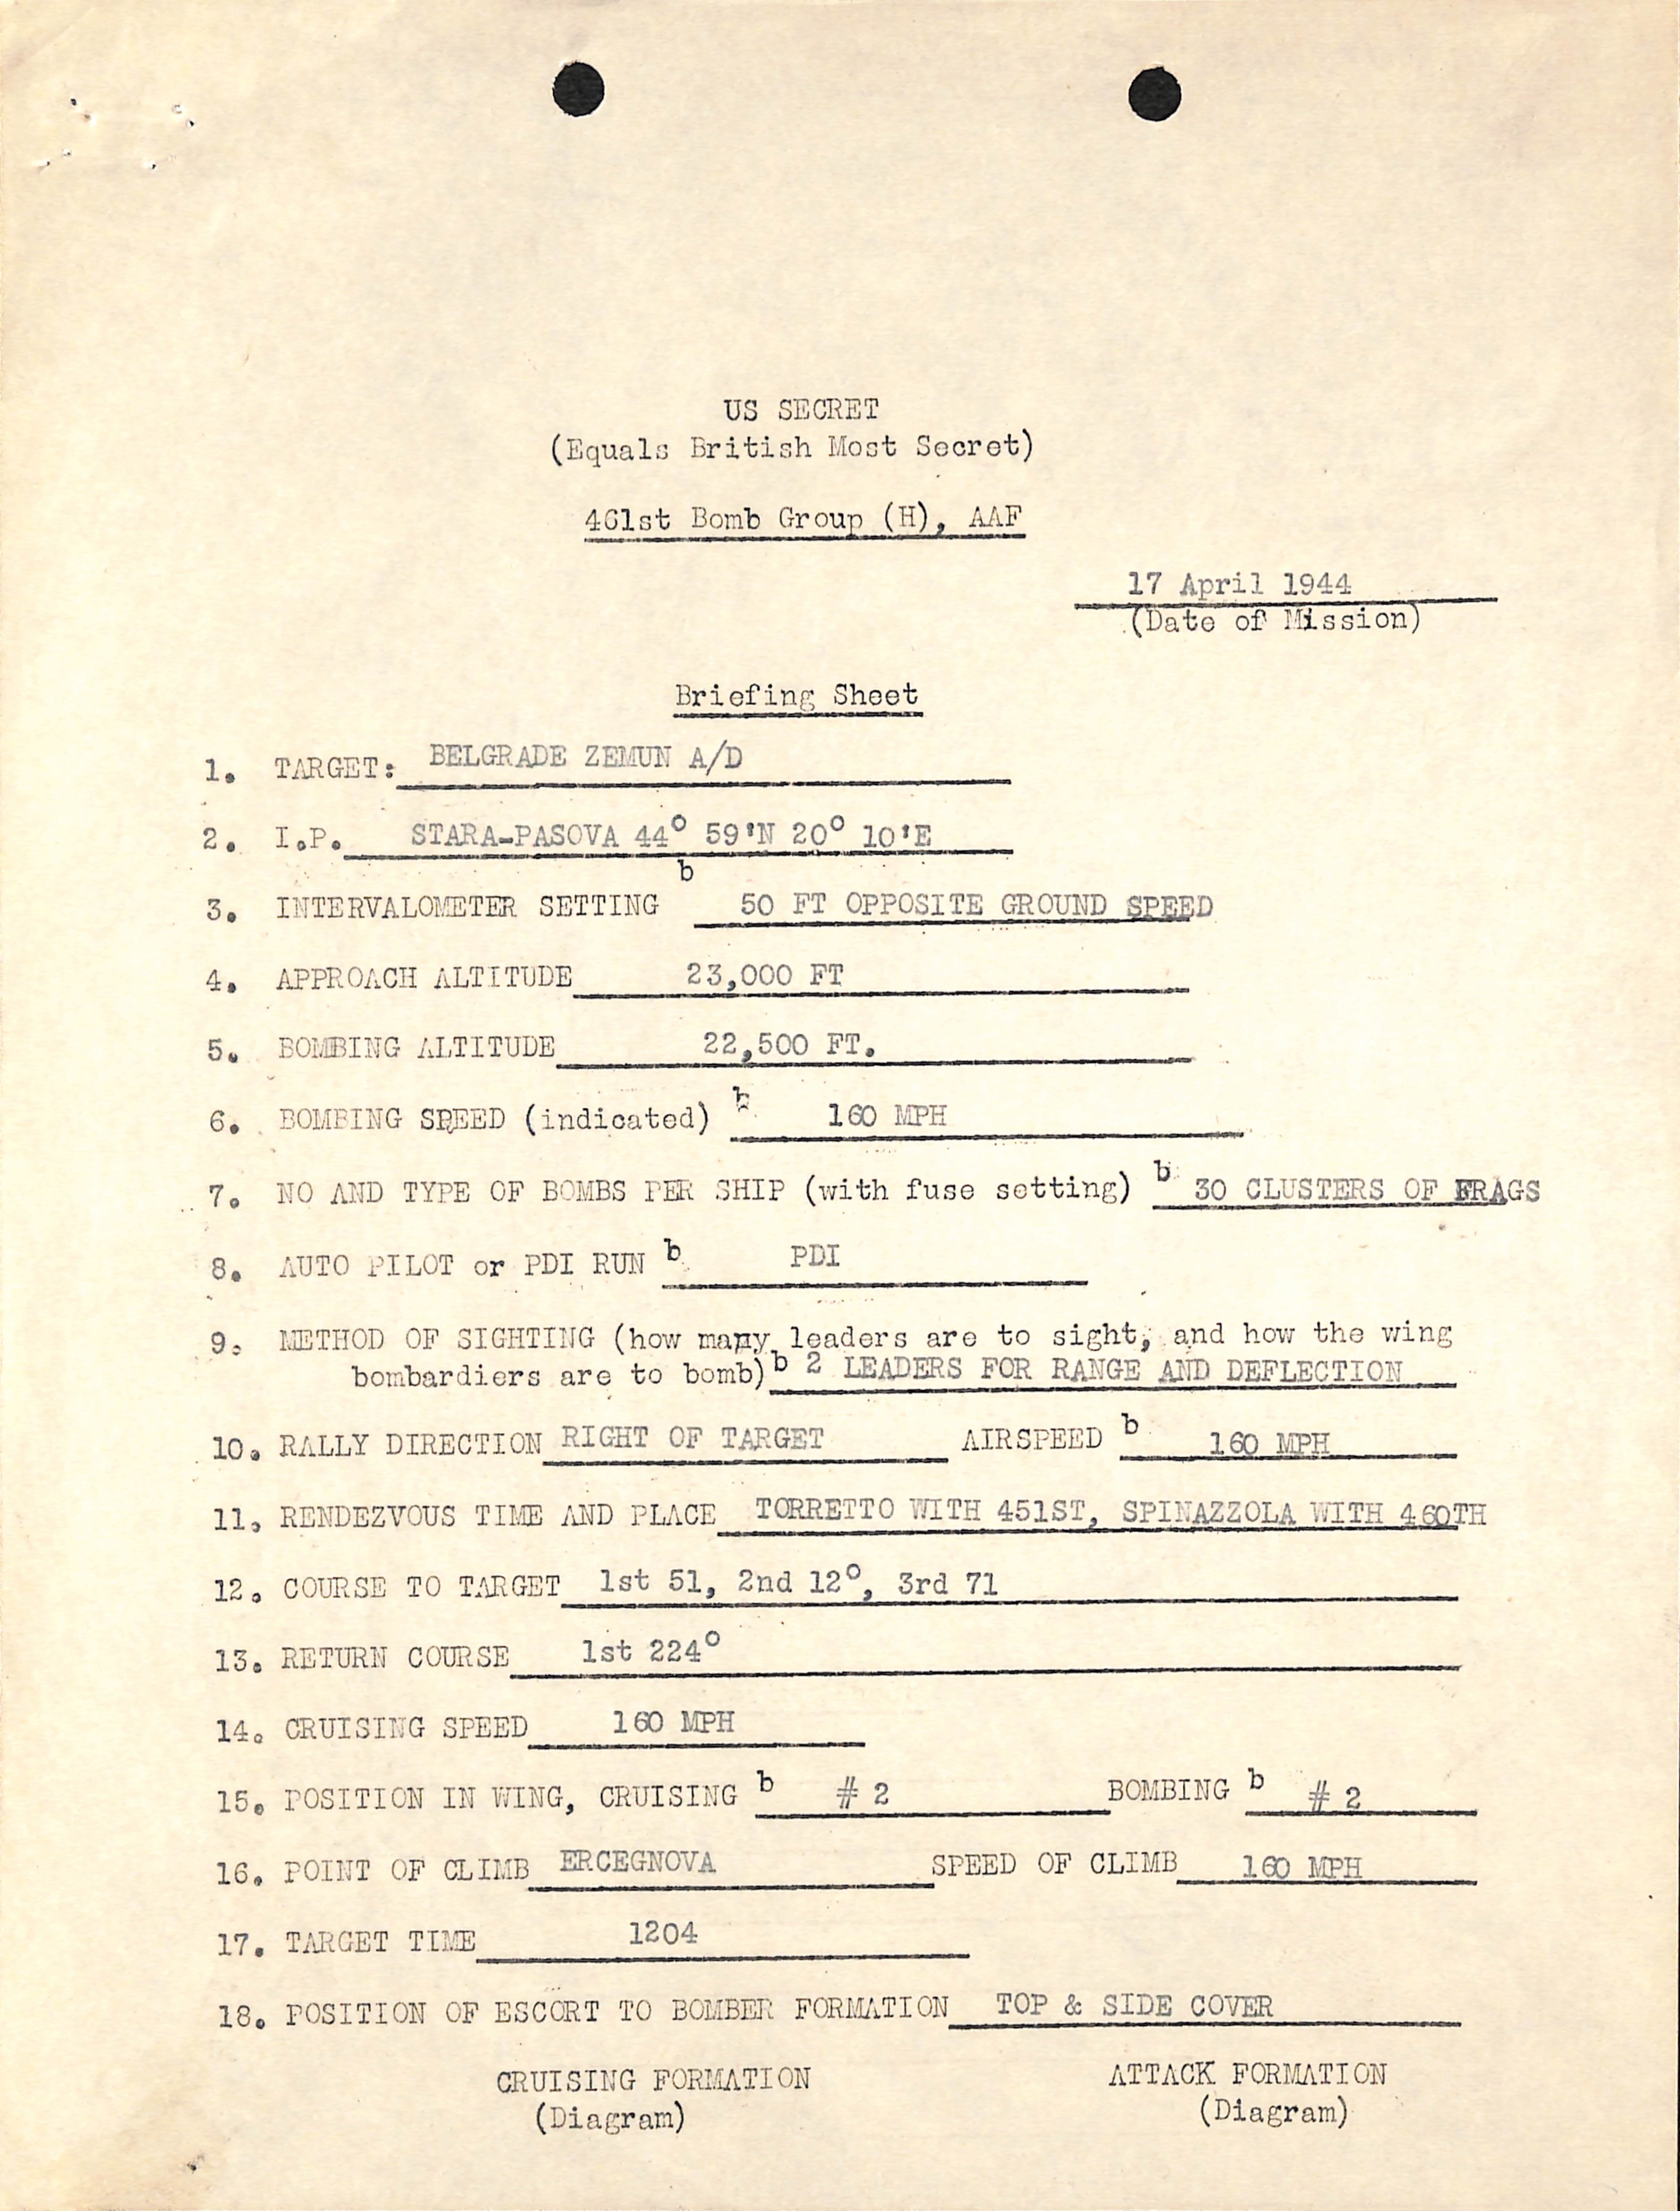 US SECRET
(Equals British Most Secret)
461st Bomb Group (H), AAF
17 April 1944
(Date of Mission)
Briefing Sheet
1. TARGET: BELGRADE ZEMUN A/D
2. I.P. STARA-PASOVA 44° 59'N 20° 10'E
3. INTERVALOMETER SETTING b 50 FT OPPOSITE GROUND SPEED
4. APPROACH ALTITUDE 23,000 FT
5. BOMBING ALTITUDE 22,500 FT.
6. BOMBING SPEED (indicated) b 160 MPH
7. NO AND TYPE OF BOMBS PER SHIP (with fuse setting) b 30 CLUSTERS OF FRAGS
8. AUTO PILOT or PDI RUN b PDI
9. METHOD OF SIGHTING (how many leaders are to sight, and how the wing
bombardiers are to bomb) b 2 LEADERS FOR RANGE AND DEFLECTION
10. RALLY DIRECTION RIGHT OF TARGET AIRSPEED b 160 MPH
11. RENDEZVOUS TIME AND PLACE TORRETTO WITH 451ST, SPINAZZOLA WITH 460TH
12. COURSE TO TARGET 1st 51, 2nd 12°, 3rd 71
13. RETURN COURSE 1st 224°
14. CRUISING SPEED 160 MPH
15. POSITION IN WING, CRUISING b # 2 BOMBING b # 2
16. POINT OF CLIMB ERCEGNOVA SPEED OF CLIMB 160 MPH
17. TARGET TIME 1204
18. POSITION OF ESCORT TO BOMBER FORMATION TOP & SIDE COVER
CRUISING FORMATION ATTACK FORMATION
(Diagram) (Diagram)